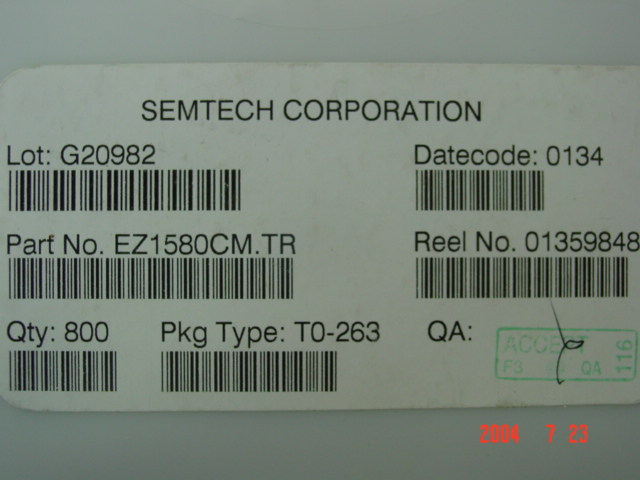 SEMTECH CORPORATION
Lot: G20982 Datecode: 0134
Part No. EZ1580CM.TR Reel No. 01359848
Qty: 800 Pkg Type: T0-263 QA:
ACCEPT 116
F3 QA
2004 7 23